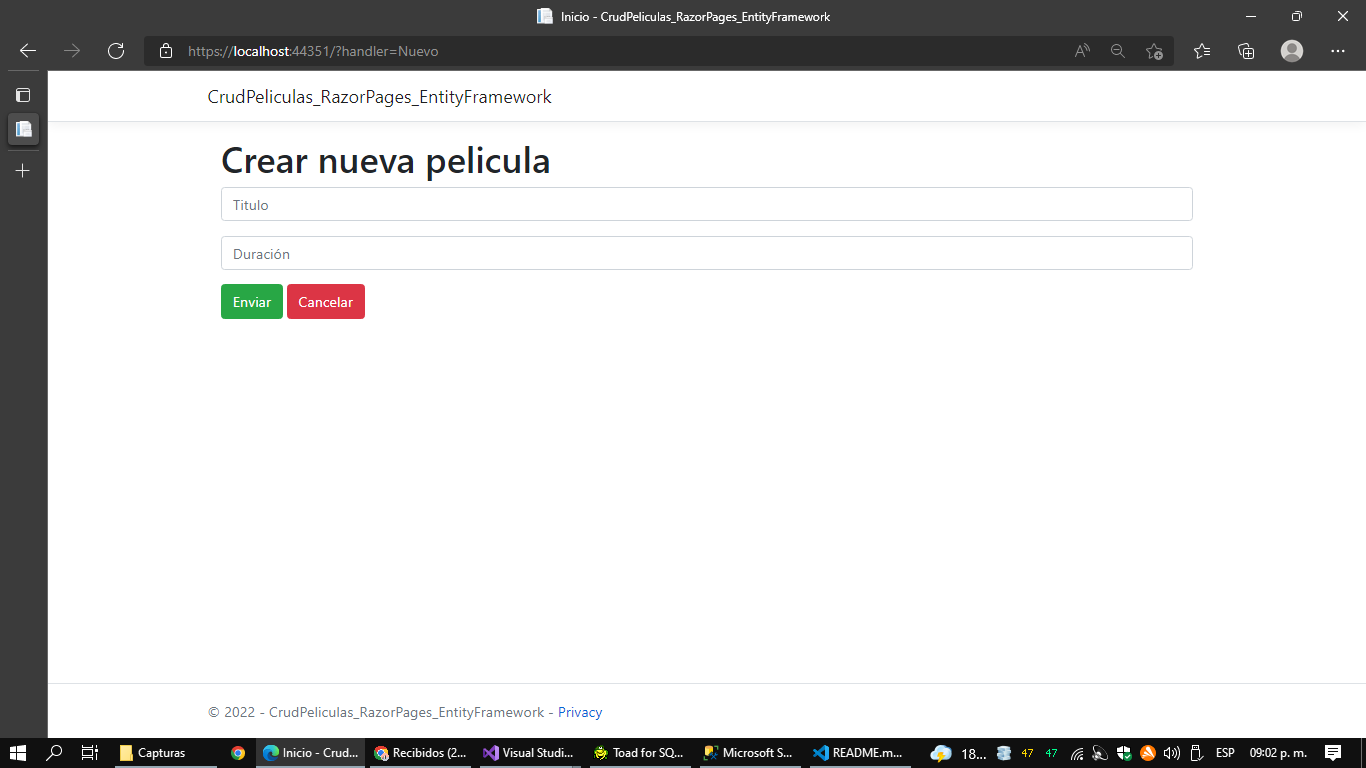 Inicio - CrudPeliculas_RazorPages_EntityFramework
https://localhost:44351/?handler=Nuevo
CrudPeliculas_RazorPages_EntityFramework
Crear nueva pelicula
Titulo
Duración
Enviar Cancelar
© 2022 - CrudPeliculas_RazorPages_EntityFramework - Privacy
Capturas Inicio - Crud... Recibidos (2... Visual Studi... Toad for SQ... Microsoft S... README.m... 18... 47 47 ESP 09:02 p. m.